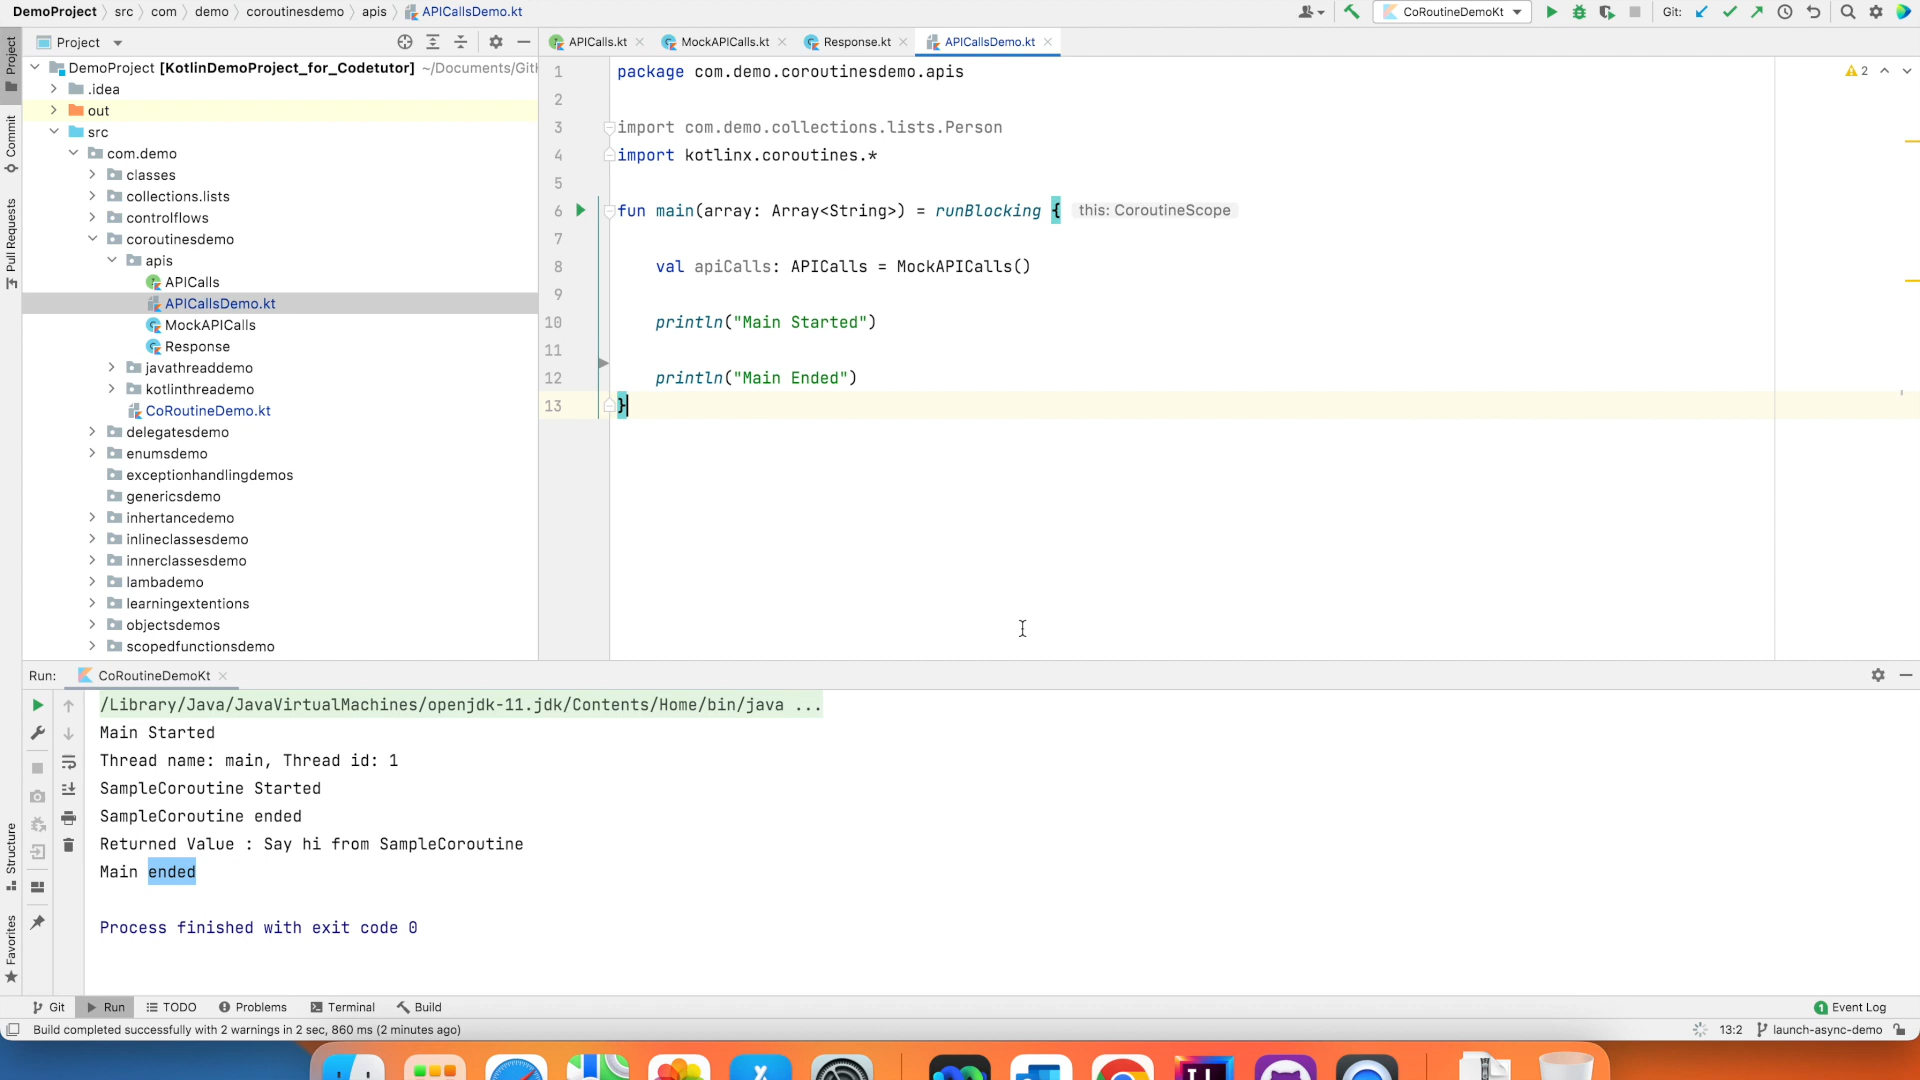 DemoProject src com demo coroutinesdemo apis APICallsDemo.kt
CoRoutineDemoKt
Git:
Project
APICalls.kt
MockAPICalls.kt
Response.kt
APICallsDemo.kt
Project
Commit
Pull Requests
Structure
Favorites
DemoProject [KotlinDemoProject_for_Codetutor] ~/Documents/Gitl
.idea
out
src
com.demo
classes
collections.lists
controlflows
coroutinesdemo
apis
APICalls
APICallsDemo.kt
MockAPICalls
Response
javathreaddemo
kotlinthreademo
CoRoutineDemo.kt
delegatesdemo
enumsdemo
exceptionhandlingdemos
genericsdemo
inhertancedemo
inlineclassesdemo
innerclassesdemo
lambademo
learningextentions
objectsdemos
scopedfunctionsdemo
1 package com.demo.coroutinesdemo.apis
2
3 import com.demo.collections.lists.Person
4 import kotlinx.coroutines.*
5
6 fun main(array: Array<String>) = runBlocking { this: CoroutineScope
7
8 val apiCalls: APICalls = MockAPICalls()
9
10 println("Main Started")
11
12 println("Main Ended")
13 }
2
Run: CoRoutineDemoKt
/Library/Java/JavaVirtualMachines/openjdk-11.jdk/Contents/Home/bin/java ...
Main Started
Thread name: main, Thread id: 1
SampleCoroutine Started
SampleCoroutine ended
Returned Value : Say hi from SampleCoroutine
Main ended
Process finished with exit code 0
Git Run TODO Problems Terminal Build
1 Event Log
Build completed successfully with 2 warnings in 2 sec, 860 ms (2 minutes ago)
13:2 launch-async-demo